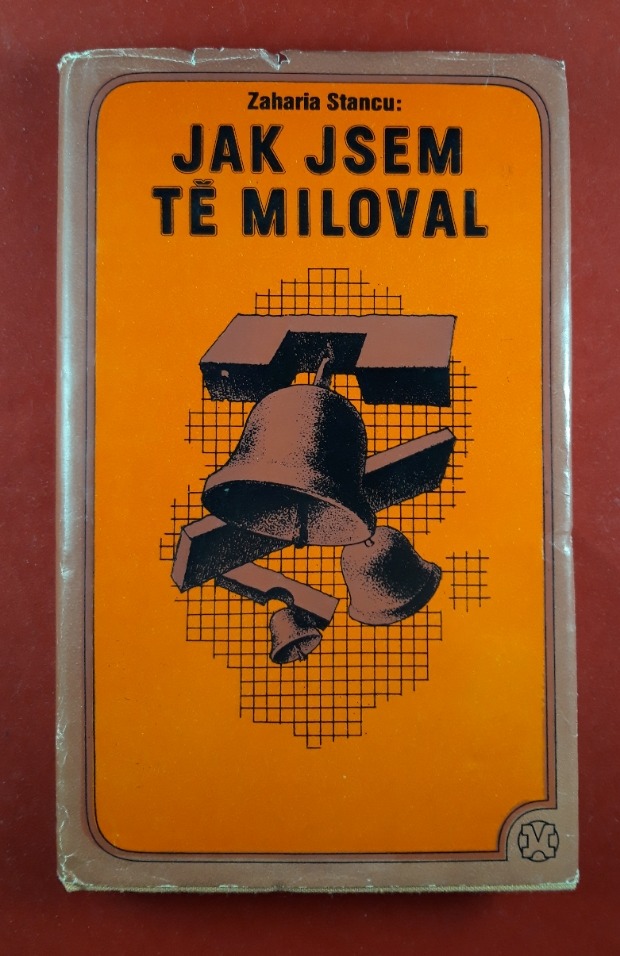 Zaharia Stancu:
JAK JSEM
TĚ MILOVAL